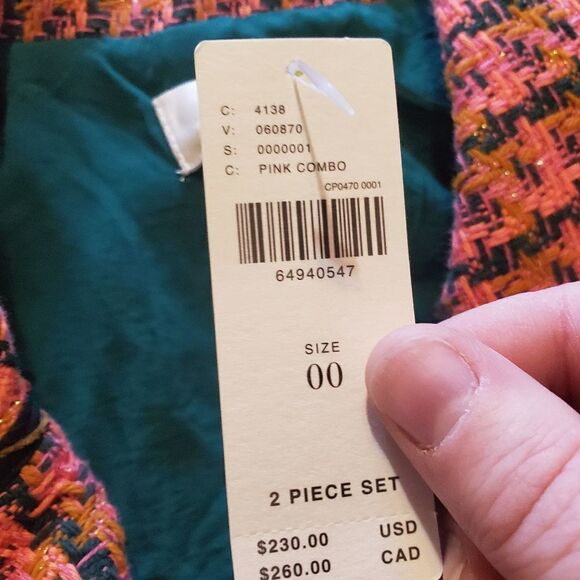 C: 4138
V: 060870
S: 0000001
C: PINK COMBO
CP0470 0001
64940547
SIZE
00
2 PIECE SET
$230.00 USD
$260.00 CAD